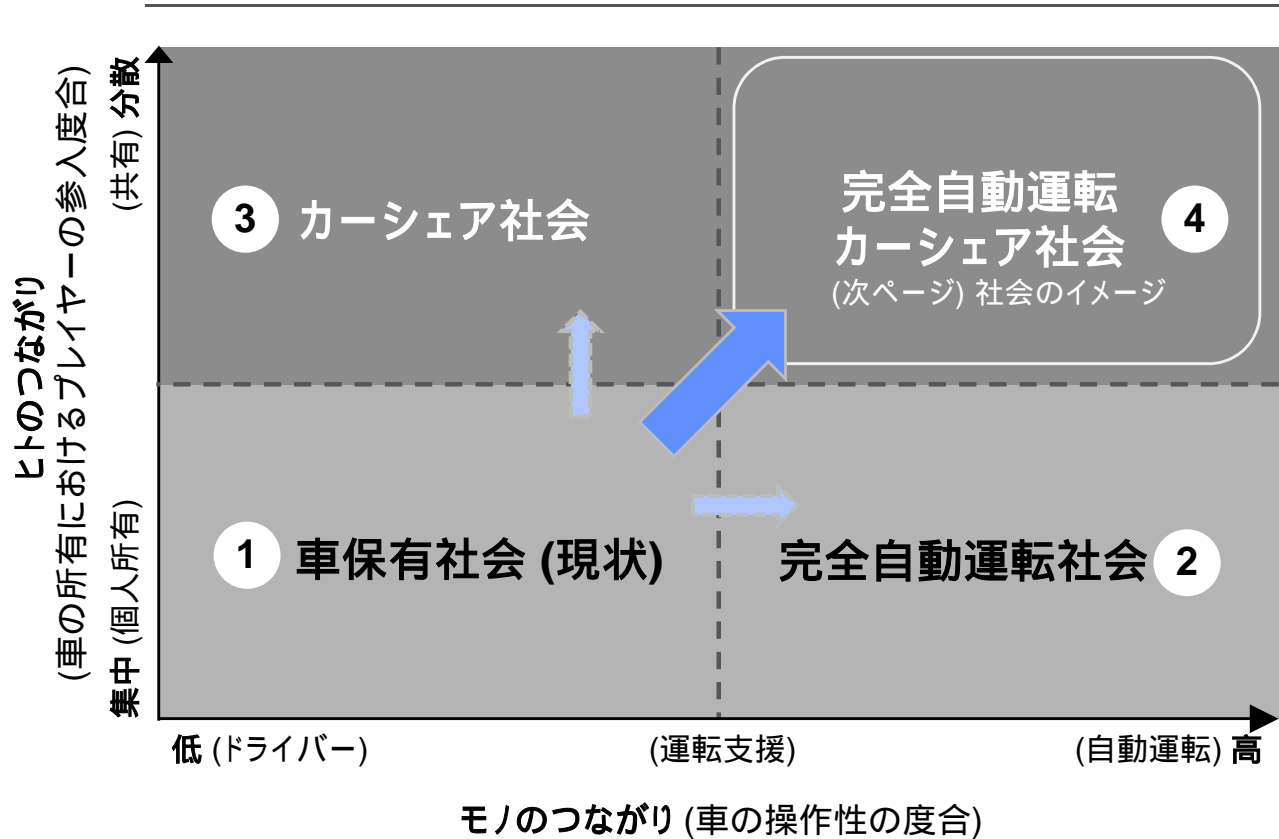 ヒトのつながり
(車の所有におけるプレイヤーの参入度合)
(共有) 分散
集中 (個人所有)
3 カーシェア社会
完全自動運転
カーシェア社会
4
(次ページ) 社会のイメージ
1 車保有社会 (現状)
完全自動運転社会 2
低 (ドライバー)
(運転支援)
(自動運転) 高
モノのつながり (車の操作性の度合)